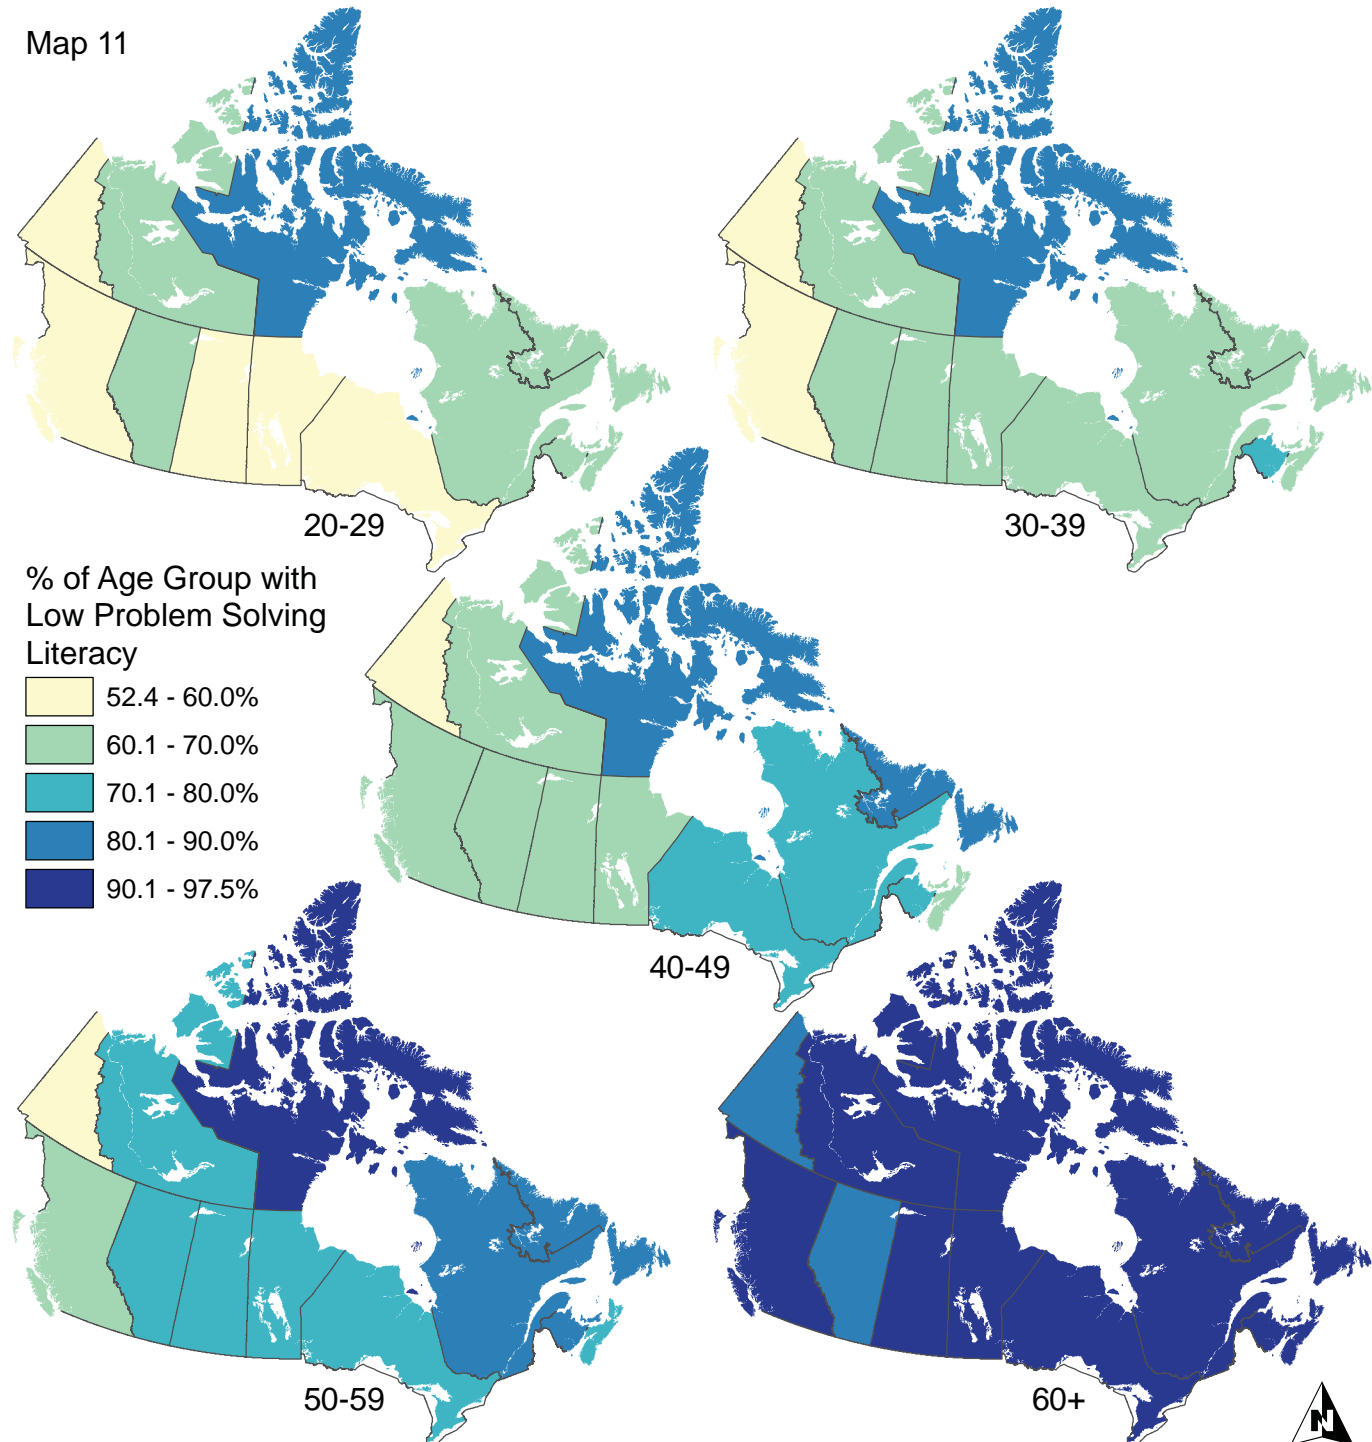 Map 11
20-29
30-39
% of Age Group with
Low Problem Solving
Literacy
52.4 - 60.0%
60.1 - 70.0%
70.1 - 80.0%
80.1 - 90.0%
90.1 - 97.5%
40-49
50-59
60+
N